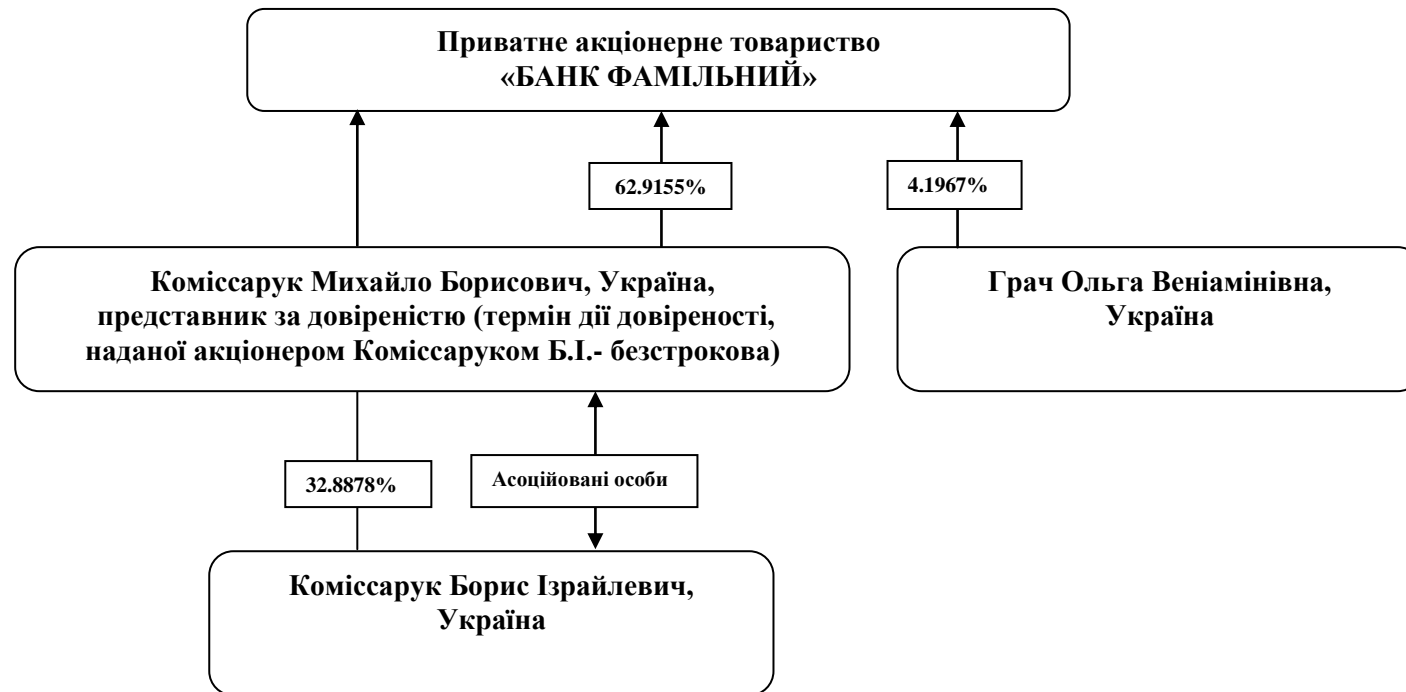 Приватне акціонерне товариство
«БАНК ФАМІЛЬНИЙ»
62.9155%
4.1967%
Коміссарук Михайло Борисович, Україна,
представник за довіреністю (термін дії довіреності,
наданої акціонером Коміссаруком Б.І.- безстрокова)
Грач Ольга Веніамінівна,
Україна
32.8878%
Асоційовані особи
Коміссарук Борис Ізрайлевич,
Україна